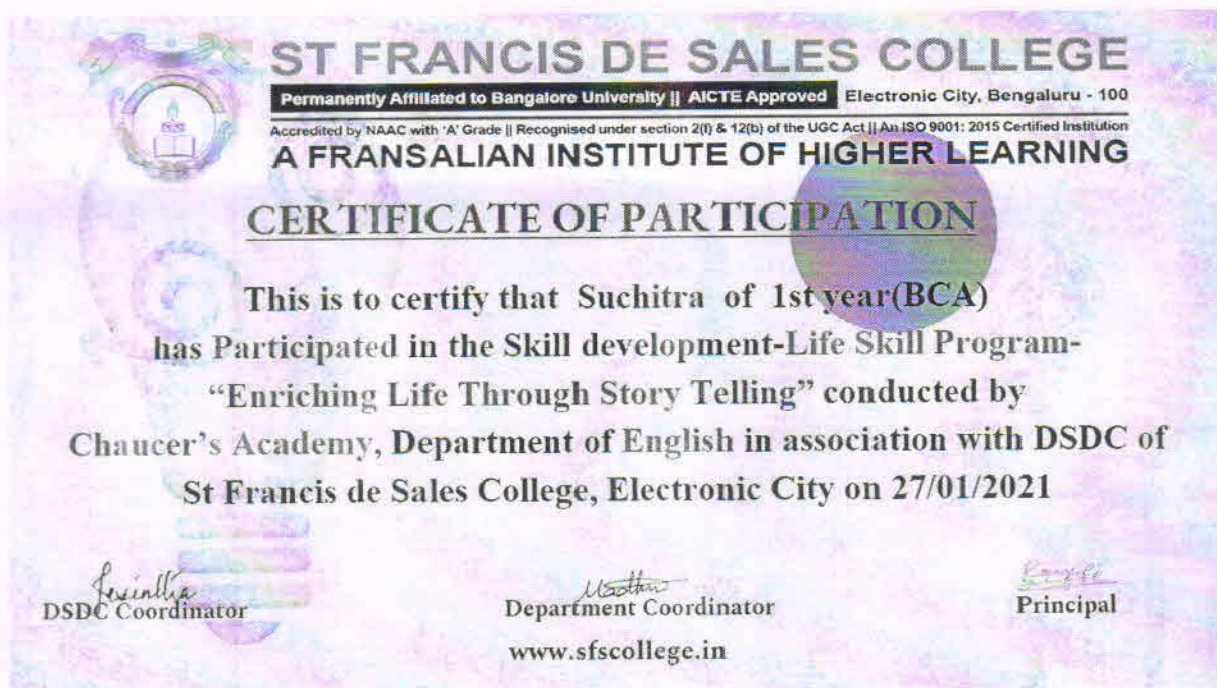 ST FRANCIS DE SALES COLLEGE
Permanently Affiliated to Bangalore University || AICTE Approved Electronic City, Bengaluru - 100
Accredited by NAAC with 'A' Grade || Recognised under section 2(f) & 12(b) of the UGC Act || An ISO 9001: 2015 Certified Institution
A FRANSALIAN INSTITUTE OF HIGHER LEARNING
CERTIFICATE OF PARTICIPATION
This is to certify that Suchitra of 1st year(BCA)
has Participated in the Skill development-Life Skill Program-
“Enriching Life Through Story Telling” conducted by
Chaucer’s Academy, Department of English in association with DSDC of
St Francis de Sales College, Electronic City on 27/01/2021
DSDC Coordinator Department Coordinator Principal
www.sfscollege.in